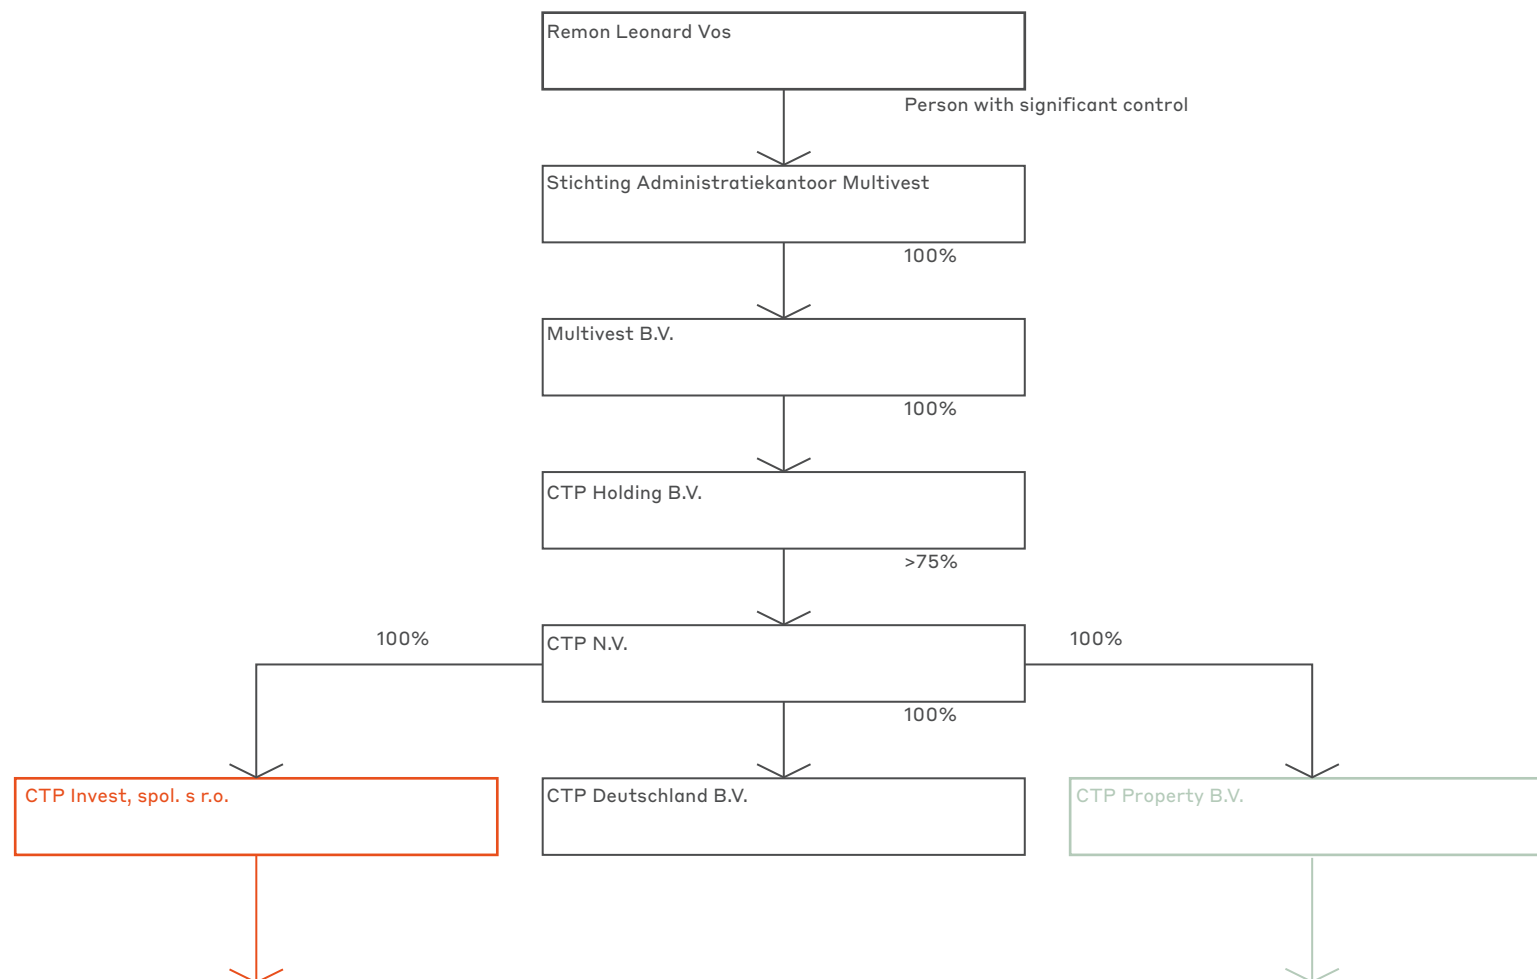 Remon Leonard Vos
Person with significant control
Stichting Administratiekantoor Multivest
100%
Multivest B.V.
100%
CTP Holding B.V.
>75%
100%
CTP N.V.
100%
100%
CTP Invest, spol. s r.o.
CTP Deutschland B.V.
CTP Property B.V.